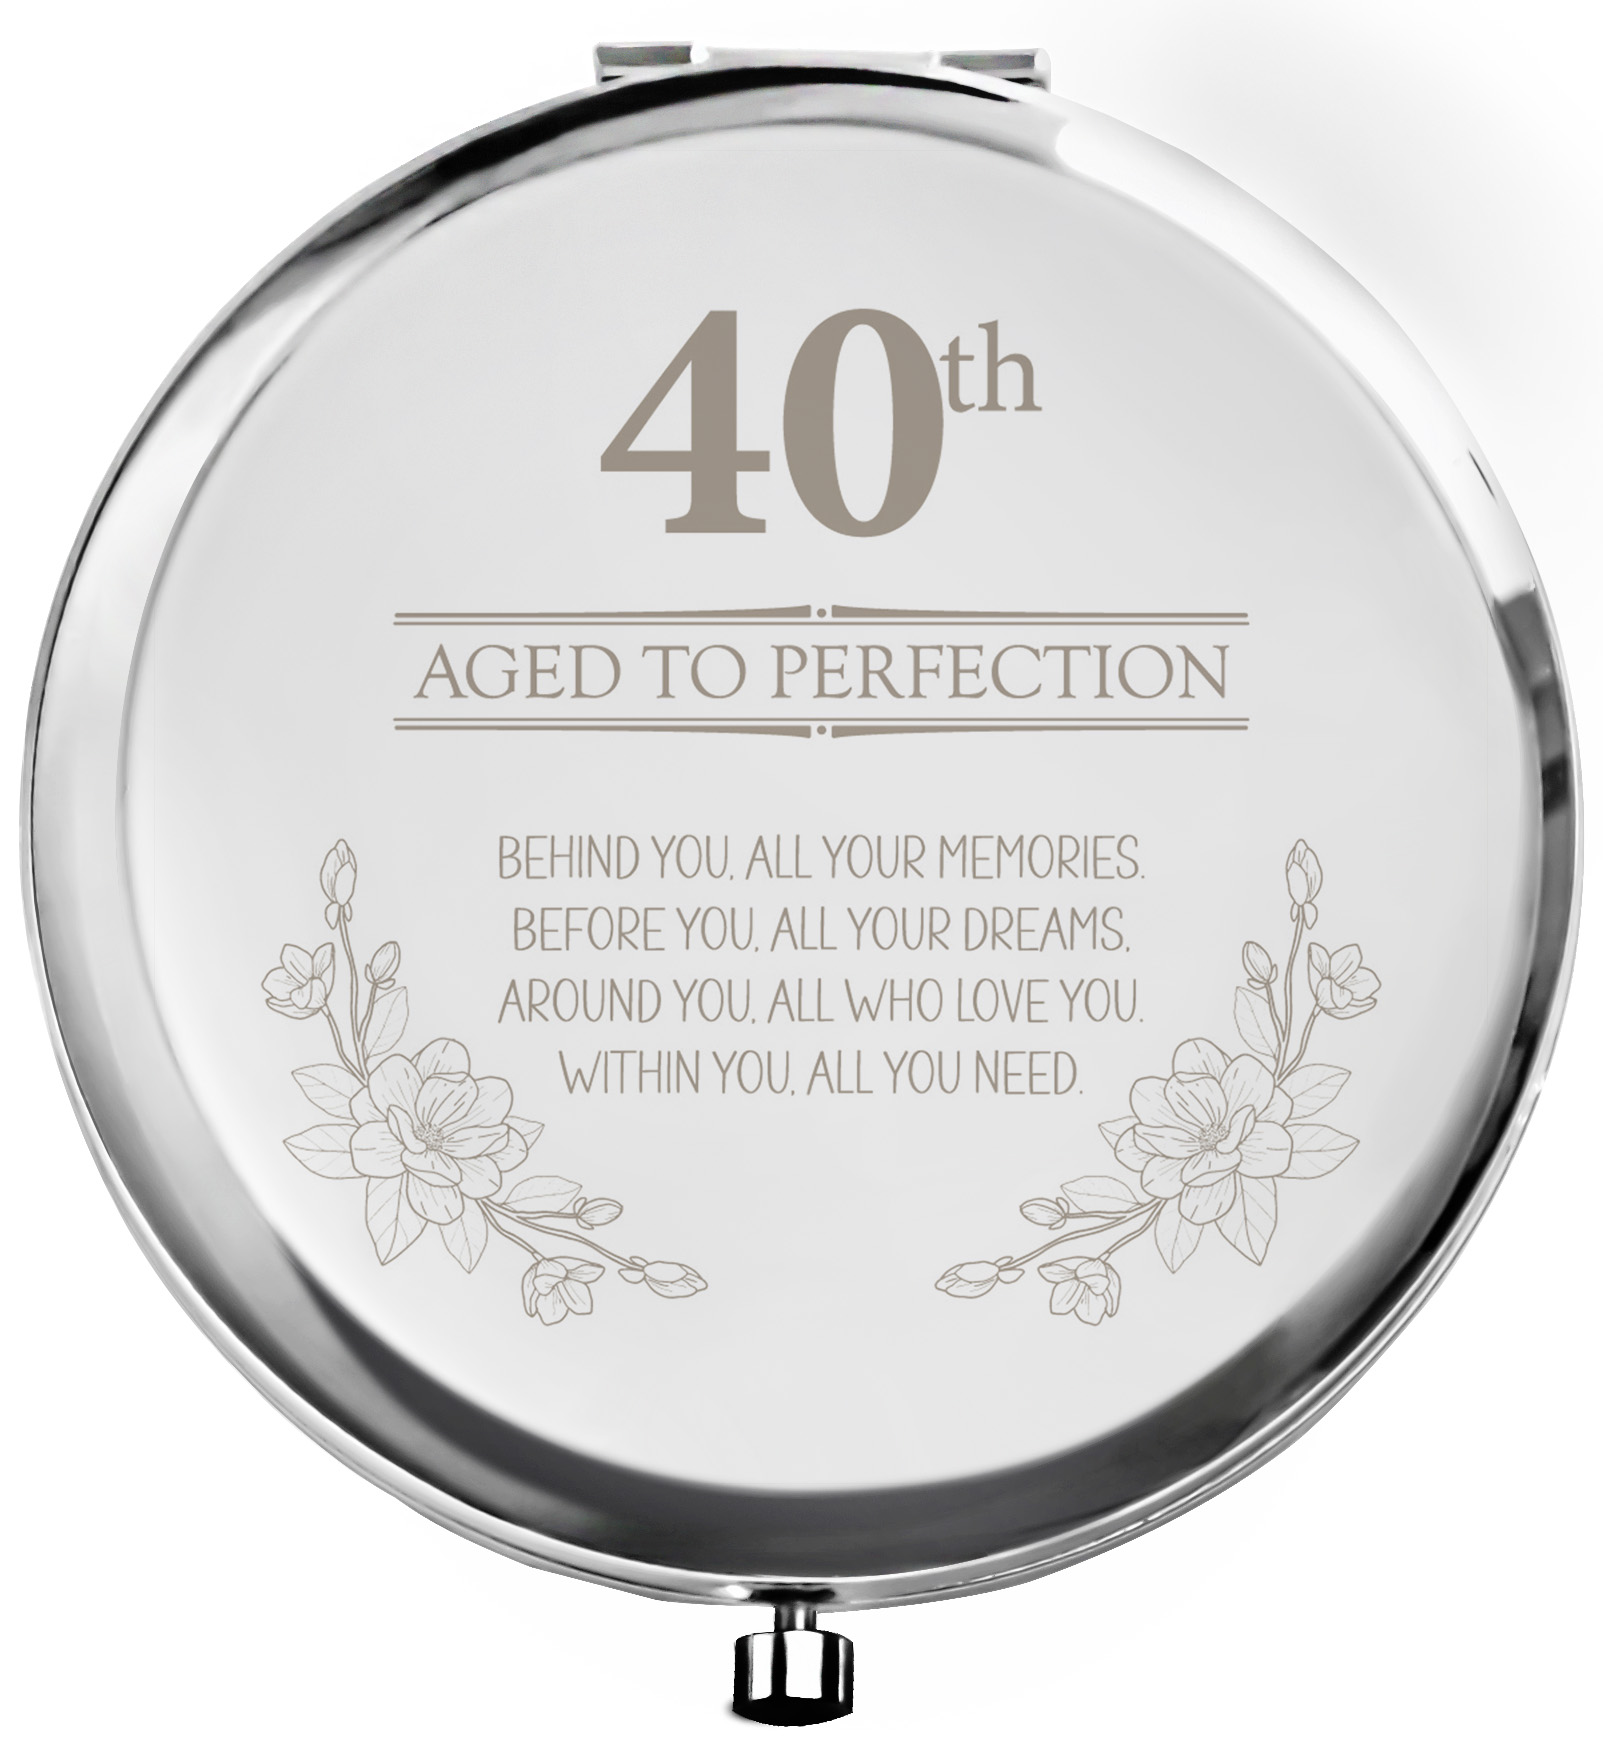 40th
AGED TO PERFECTION
BEHIND YOU, ALL YOUR MEMORIES.
BEFORE YOU, ALL YOUR DREAMS,
AROUND YOU, ALL WHO LOVE YOU.
WITHIN YOU, ALL YOU NEED.